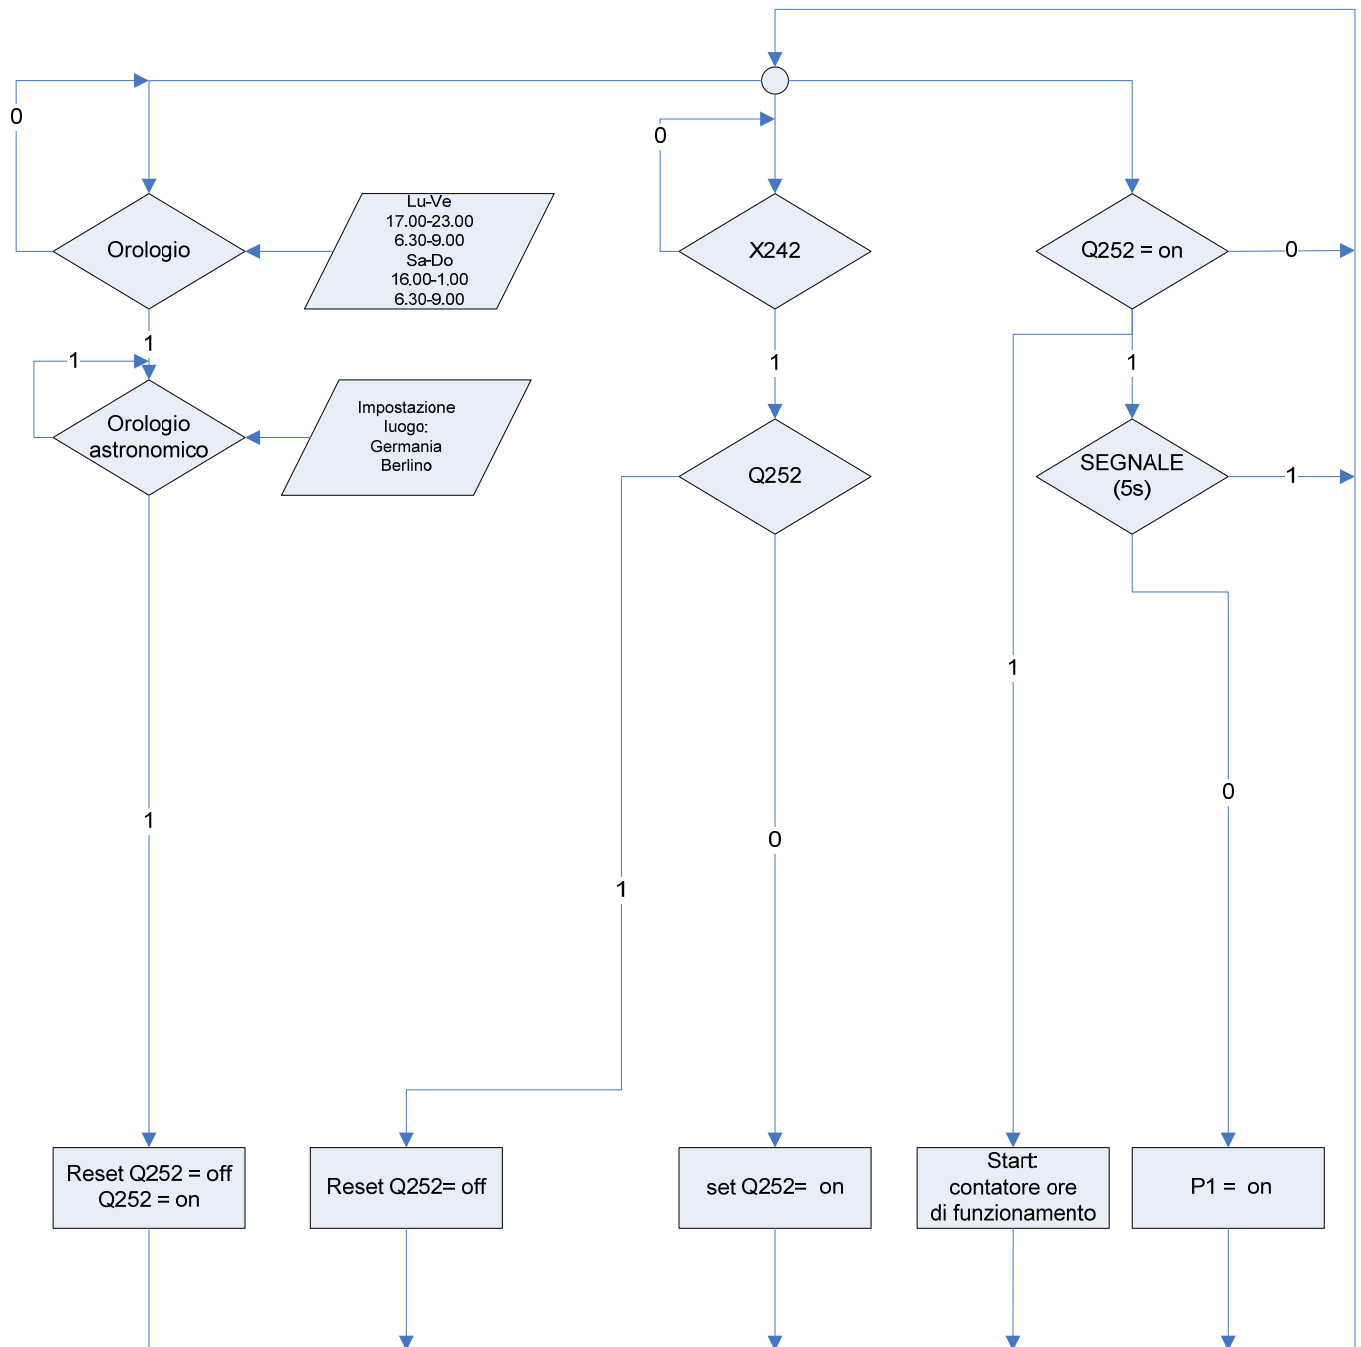 0
0
Orologio
Lu-Ve
17.00-23.00
6.30-9.00
Sa-Do
16.00-1.00
6.30-9.00
X242
Q252 = on
0
1
1
1
1
Orologio
astronomico
Impostazione
luogo:
Germania
Berlino
Q252
SEGNALE
(5s)
1
1
0
1
0
1
Reset Q252 = off
Q252 = on
Reset Q252= off
set Q252=  on
Start:
contatore ore
di funzionamento
P1 =  on